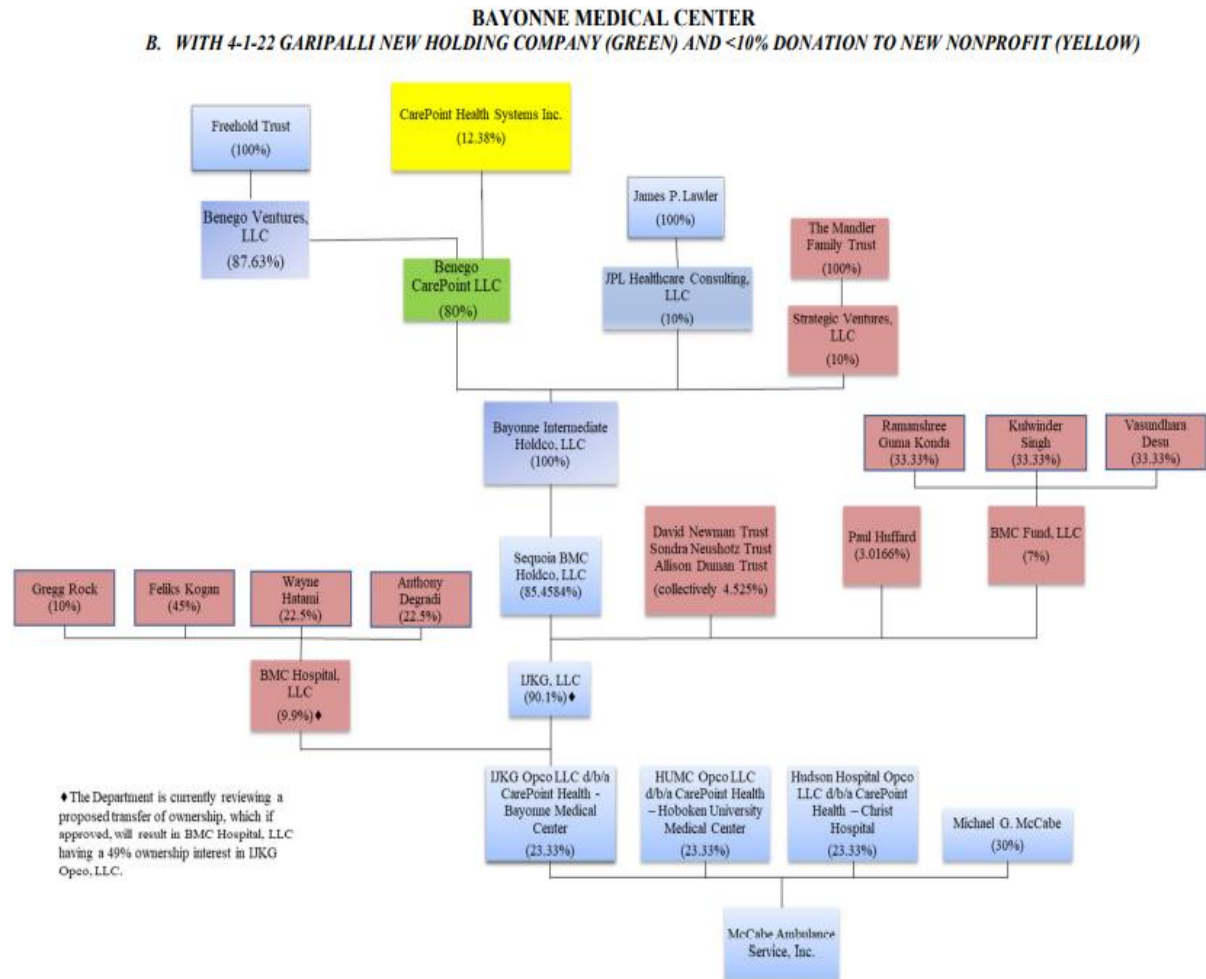 BAYONNE MEDICAL CENTER
B. WITH 4-1-22 GARIPALLI NEW HOLDING COMPANY (GREEN) AND <10% DONATION TO NEW NONPROFIT (YELLOW)
Freehold Trust
(100%)
CarePoint Health Systems Inc.
(12.38%)
Benego Ventures,
LLC
(87.63%)
Benego
CarePoint LLC
(80%)
James P. Lawler
(100%)
JPL Healthcare Consulting,
LLC
(10%)
The Mandler
Family Trust
(100%)
Strategic Ventures,
LLC
(10%)
Bayonne Intermediate
Holdco, LLC
(100%)
Ramanshree
Guma Konda
(33.33%)
Kulwinder
Singh
(33.33%)
Vasundhara
Desu
(33.33%)
Sequoia BMC
Holdco, LLC
(85.4584%)
David Newman Trust
Sondra Neushotz Trust
Allison Duman Trust
(collectively 4.525%)
Paul Huffard
(3.0166%)
BMC Fund, LLC
(7%)
Gregg Rock
(10%)
Feliks Kogan
(45%)
Wayne
Hatami
(22.5%)
Anthony
Degradi
(22.5%)
BMC Hospital,
LLC
(9.9%)♦
IJKG, LLC
(90.1%)♦
♦The Department is currently reviewing a
proposed transfer of ownership, which if
approved, will result in BMC Hospital, LLC
having a 49% ownership interest in IJKG
Opco, LLC.
IJKG Opco LLC d/b/a
CarePoint Health -
Bayonne Medical
Center
(23.33%)
HUMC Opco LLC
d/b/a CarePoint Health
– Hoboken University
Medical Center
(23.33%)
Hudson Hospital Opco
LLC d/b/a CarePoint
Health – Christ
Hospital
(23.33%)
Michael G. McCabe
(30%)
McCabe Ambulance
Service, Inc.